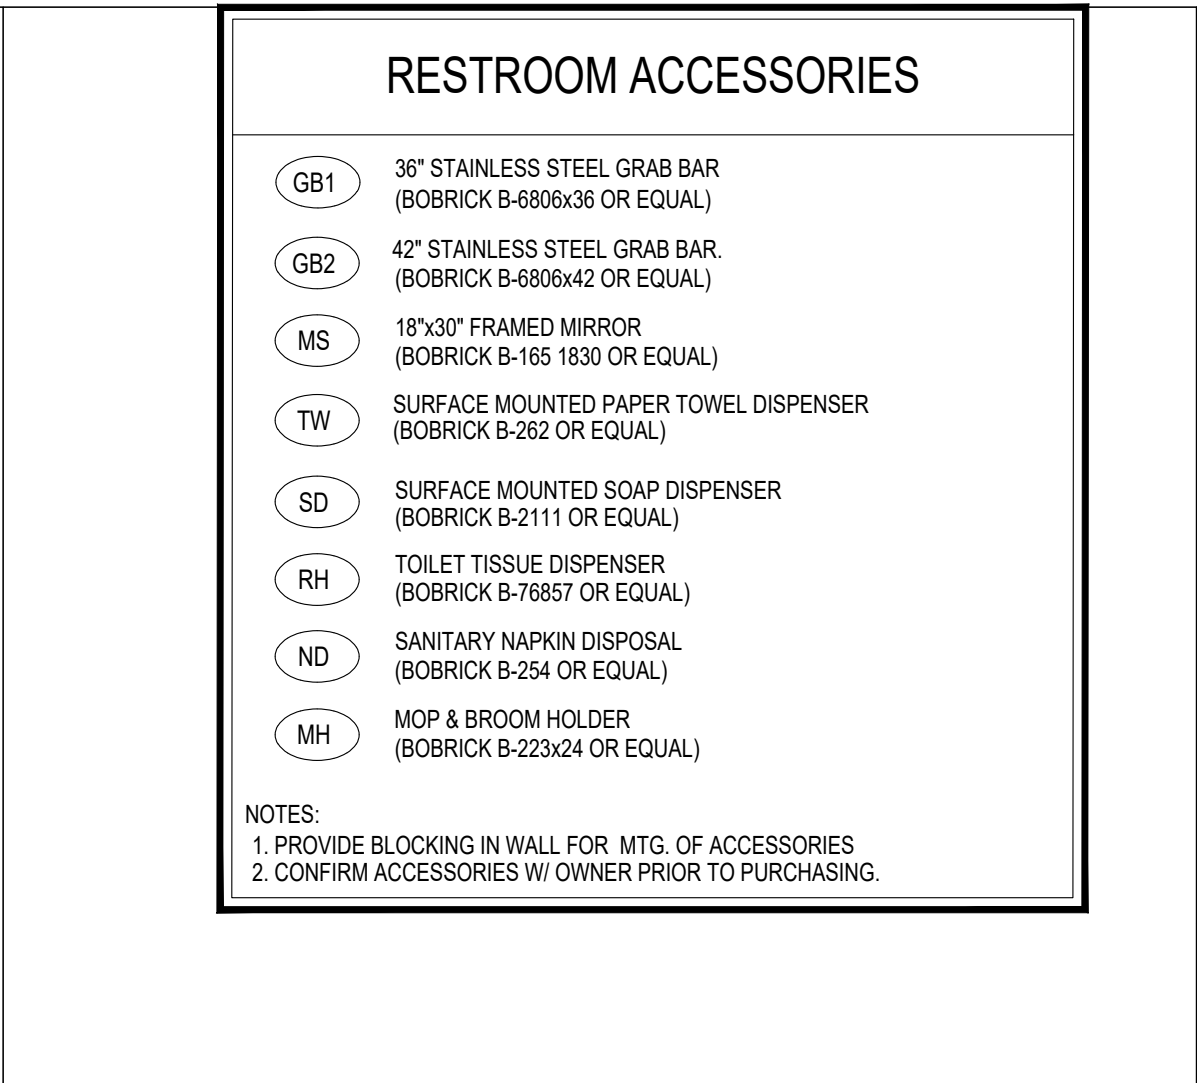 RESTROOM ACCESSORIES
GB1
36" STAINLESS STEEL GRAB BAR
(BOBRICK B-6806x36 OR EQUAL)
GB2
42" STAINLESS STEEL GRAB BAR.
(BOBRICK B-6806x42 OR EQUAL)
MS
18"x30" FRAMED MIRROR
(BOBRICK B-165 1830 OR EQUAL)
TW
SURFACE MOUNTED PAPER TOWEL DISPENSER
(BOBRICK B-262 OR EQUAL)
SD
SURFACE MOUNTED SOAP DISPENSER
(BOBRICK B-2111 OR EQUAL)
RH
TOILET TISSUE DISPENSER
(BOBRICK B-76857 OR EQUAL)
ND
SANITARY NAPKIN DISPOSAL
(BOBRICK B-254 OR EQUAL)
MH
MOP & BROOM HOLDER
(BOBRICK B-223x24 OR EQUAL)
NOTES:
1. PROVIDE BLOCKING IN WALL FOR MTG. OF ACCESSORIES
2. CONFIRM ACCESSORIES W/ OWNER PRIOR TO PURCHASING.